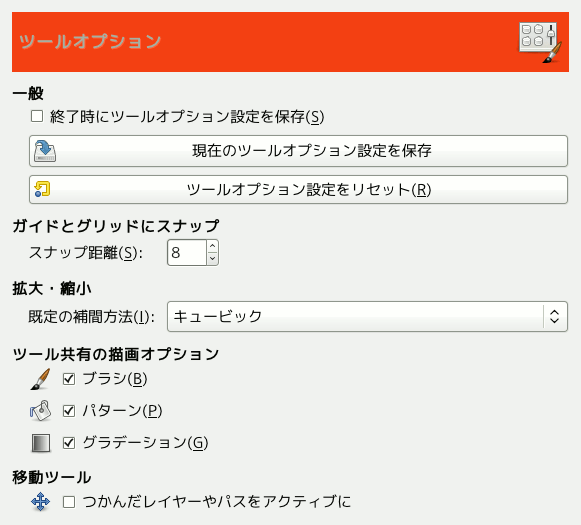 ツールオプション
一般
終了時にツールオプション設定を保存(S)
現在のツールオプション設定を保存
ツールオプション設定をリセット(R)
ガイドとグリッドにスナップ
スナップ距離(S): 8
拡大・縮小
既定の補間方法(I): キュービック
ツール共有の描画オプション
ブラシ(B)
パターン(P)
グラデーション(G)
移動ツール
つかんだレイヤーやパスをアクティブに